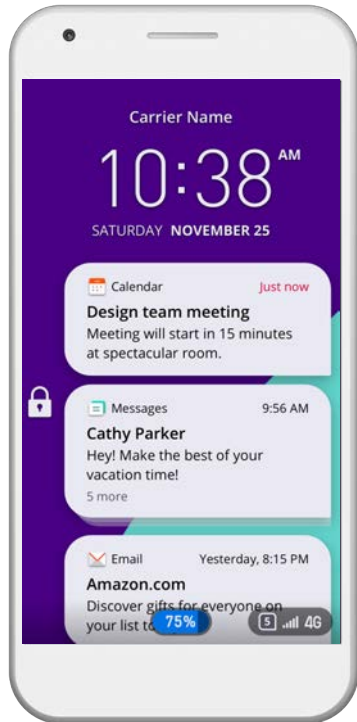 Carrier Name
10:38 AM
SATURDAY NOVEMBER 25
Calendar Just now
Design team meeting
Meeting will start in 15 minutes
at spectacular room.
Messages 9:56 AM
Cathy Parker
Hey! Make the best of your
vacation time!
5 more
Email Yesterday, 8:15 PM
Amazon.com
Discover gifts for everyone on
your list
75% 5 4G